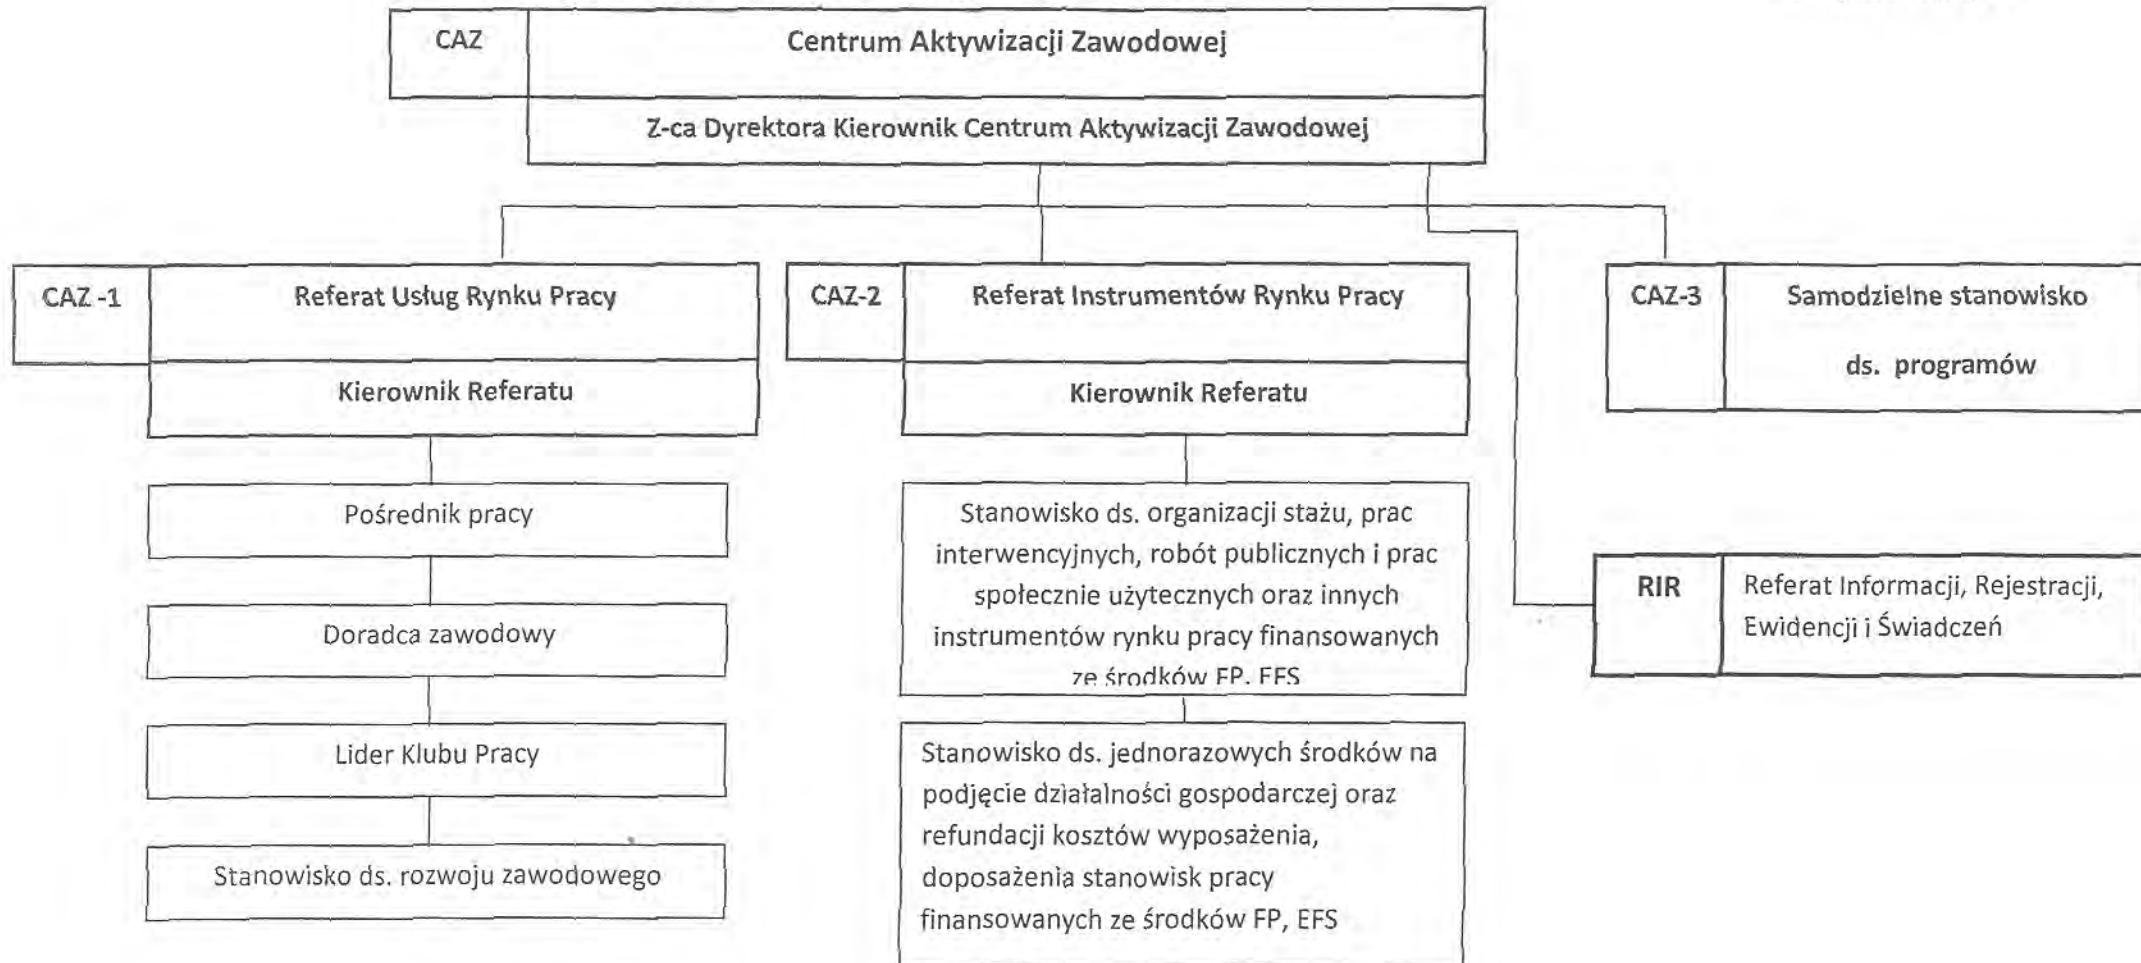 CAZ
Centrum Aktywizacji Zawodowej
Z-ca Dyrektora Kierownik Centrum Aktywizacji Zawodowej
CAZ -1
Referat Usług Rynku Pracy
Kierownik Referatu
Pośrednik pracy
Doradca zawodowy
Lider Klubu Pracy
Stanowisko ds. rozwoju zawodowego
CAZ-2
Referat Instrumentów Rynku Pracy
Kierownik Referatu
Stanowisko ds. organizacji stażu, prac
interwencyjnych, robót publicznych i prac
społecznie użytecznych oraz innych
instrumentów rynku pracy finansowanych
ze środków FP, EFS
Stanowisko ds. jednorazowych środków na
podjęcie działalności gospodarczej oraz
refundacji kosztów wyposażenia,
doposażenia stanowisk pracy
finansowanych ze środków FP, EFS
CAZ-3
Samodzielne stanowisko
ds. programów
RIR
Referat Informacji, Rejestracji,
Ewidencji i Świadczeń